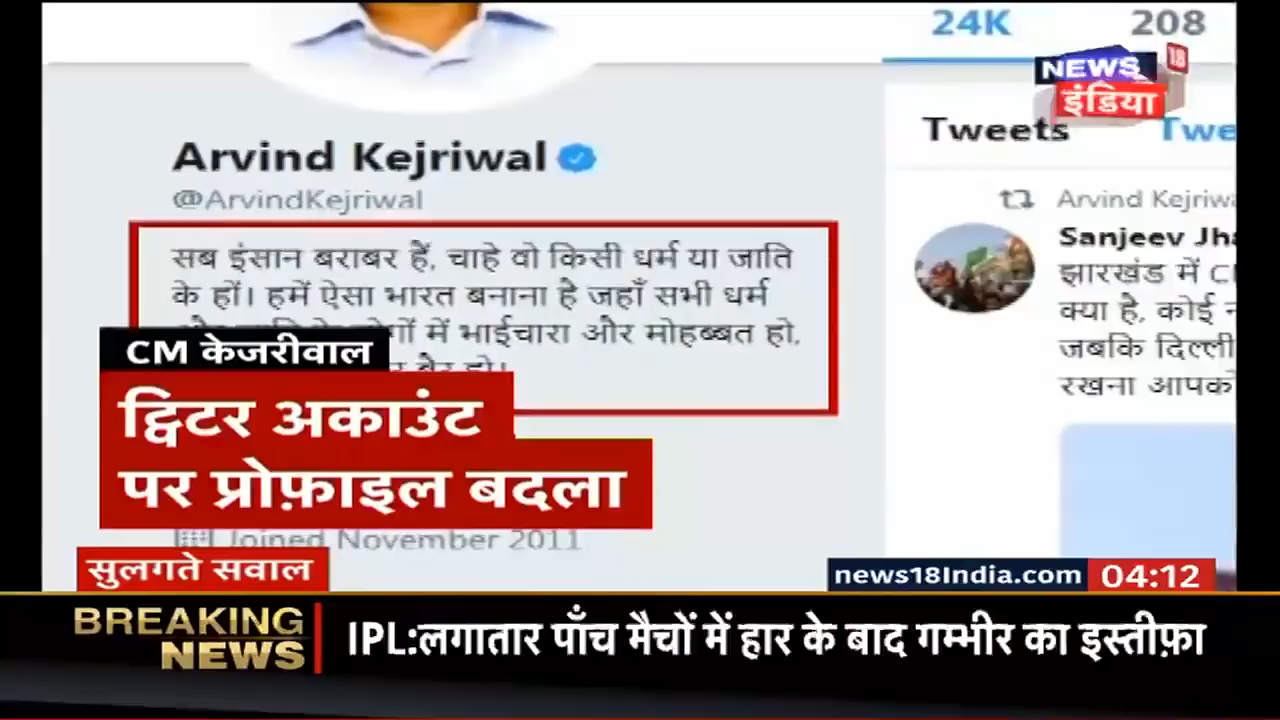 24K 208
NEWS 18
इंडिया
Tweets Twe
Arvind Kejriwal
@ArvindKejriwal
सब इंसान बराबर हैं, चाहे वो किसी धर्म या जाति
के हों। हमें ऐसा भारत बनाना है जहाँ सभी धर्म
में भाईचारा और मोहब्बत हो,
बैर हो।
Joined November 2011
Arvind Kejriwa
Sanjeev Jha
झारखंड में C
क्या है, कोई
जबकि दिल्ली
रखना आपको
CM केजरीवाल
ट्विटर अकाउंट
पर प्रोफ़ाइल बदला
सुलगते सवाल
news18India.com 04:12
BREAKING
NEWS
IPL:लगातार पाँच मैचों में हार के बाद गम्भीर का इस्तीफ़ा